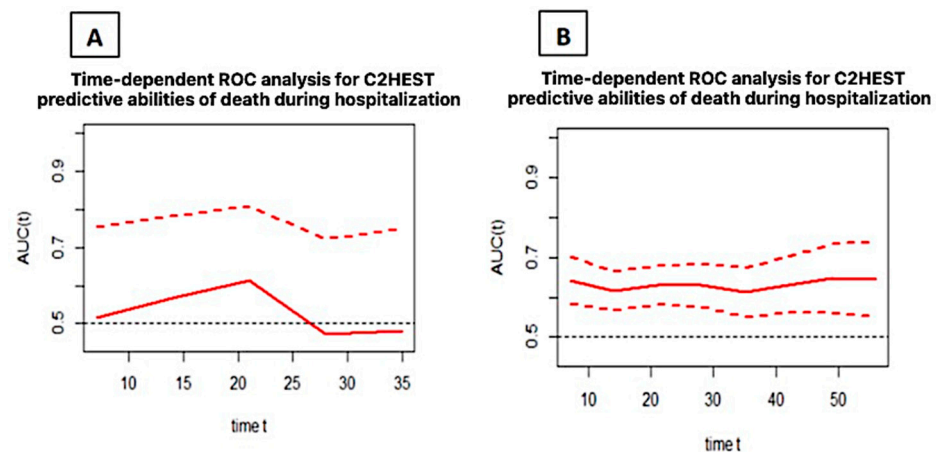 A
Time-dependent ROC analysis for C2HEST
predictive abilities of death during hospitalization
AUC(t)
0.9
0.7
0.5
10 15 20 25 30 35
time t
B
Time-dependent ROC analysis for C2HEST
predictive abilities of death during hospitalization
AUC(t)
0.9
0.7
0.5
10 20 30 40 50
time t